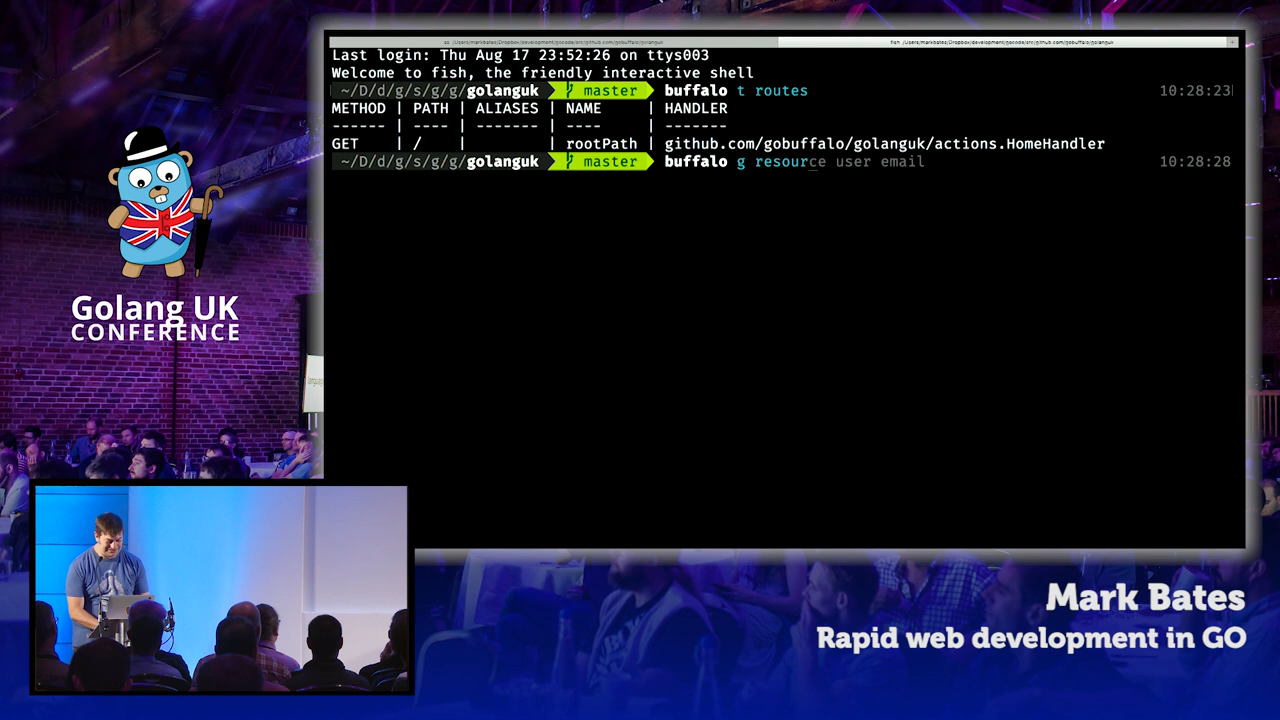 Last login: Thu Aug 17 23:52:26 on ttys003
Welcome to fish, the friendly interactive shell
~/D/d/g/s/g/g/golanguk master buffalo t routes 10:28:23
METHOD | PATH | ALIASES | NAME | HANDLER
------ | ---- | ------- | ---- | -------
GET | / | | rootPath | github.com/gobuffalo/golanguk/actions.HomeHandler
~/D/d/g/s/g/g/golanguk master buffalo g resource user email 10:28:28
Golang UK
CONFERENCE
Mark Bates
Rapid web development in GO